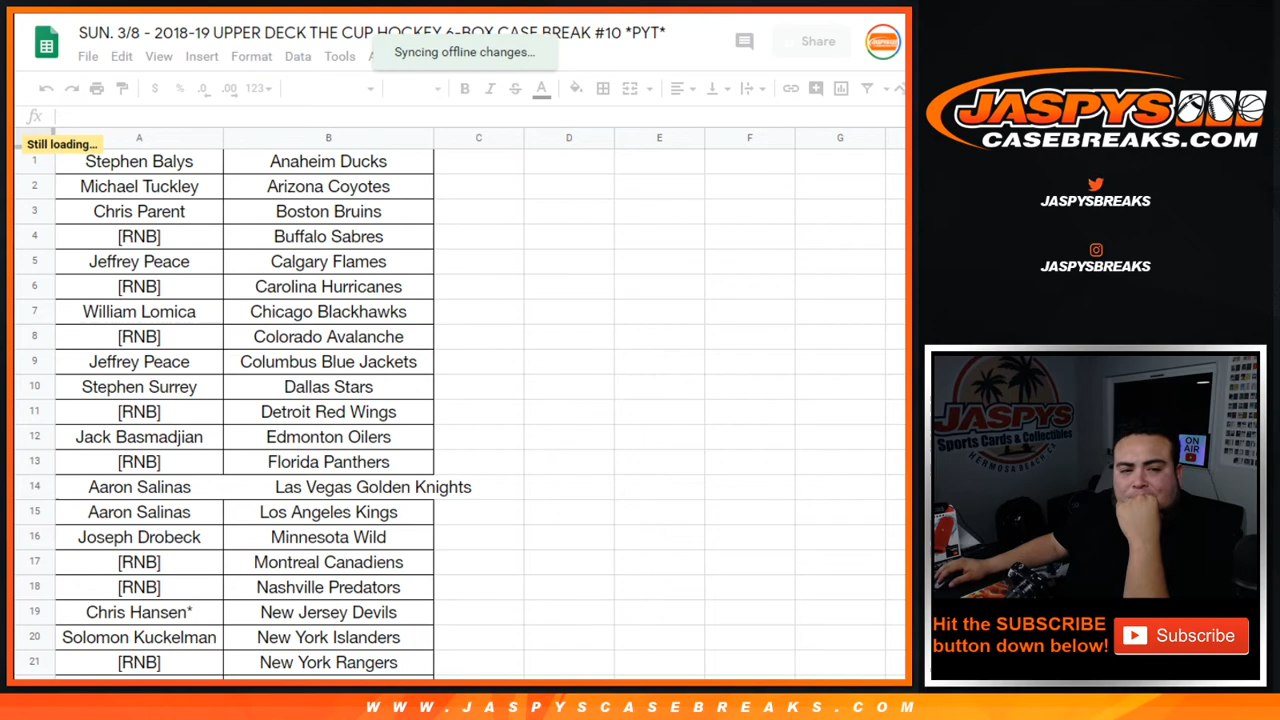 SUN. 3/8 - 2018-19 UPPER DECK THE CUP HOCKEY 6-BOX CASE BREAK #10 *PYT*
Syncing offline changes...
File Edit View Insert Format Data Tools
Share
$ % .0 .00 123
fx
Still loading...
A B C D E F G
1 Stephen Balys Anaheim Ducks
2 Michael Tuckley Arizona Coyotes
3 Chris Parent Boston Bruins
4 [RNB] Buffalo Sabres
5 Jeffrey Peace Calgary Flames
6 [RNB] Carolina Hurricanes
7 William Lomica Chicago Blackhawks
8 [RNB] Colorado Avalanche
9 Jeffrey Peace Columbus Blue Jackets
10 Stephen Surrey Dallas Stars
11 [RNB] Detroit Red Wings
12 Jack Basmadjian Edmonton Oilers
13 [RNB] Florida Panthers
14 Aaron Salinas Las Vegas Golden Knights
15 Aaron Salinas Los Angeles Kings
16 Joseph Drobeck Minnesota Wild
17 [RNB] Montreal Canadiens
18 [RNB] Nashville Predators
19 Chris Hansen* New Jersey Devils
20 Solomon Kuckelman New York Islanders
21 [RNB] New York Rangers
JASPYS
CASEBREAKS.COM
JASPYSBREAKS
JASPYSBREAKS
JASPYS
Sports Cards & Collectibles
HERMOSA BEACH CA
ON AIR
Hit the SUBSCRIBE
button down below!
Subscribe
WWW.JASPYSCASEBREAKS.COM